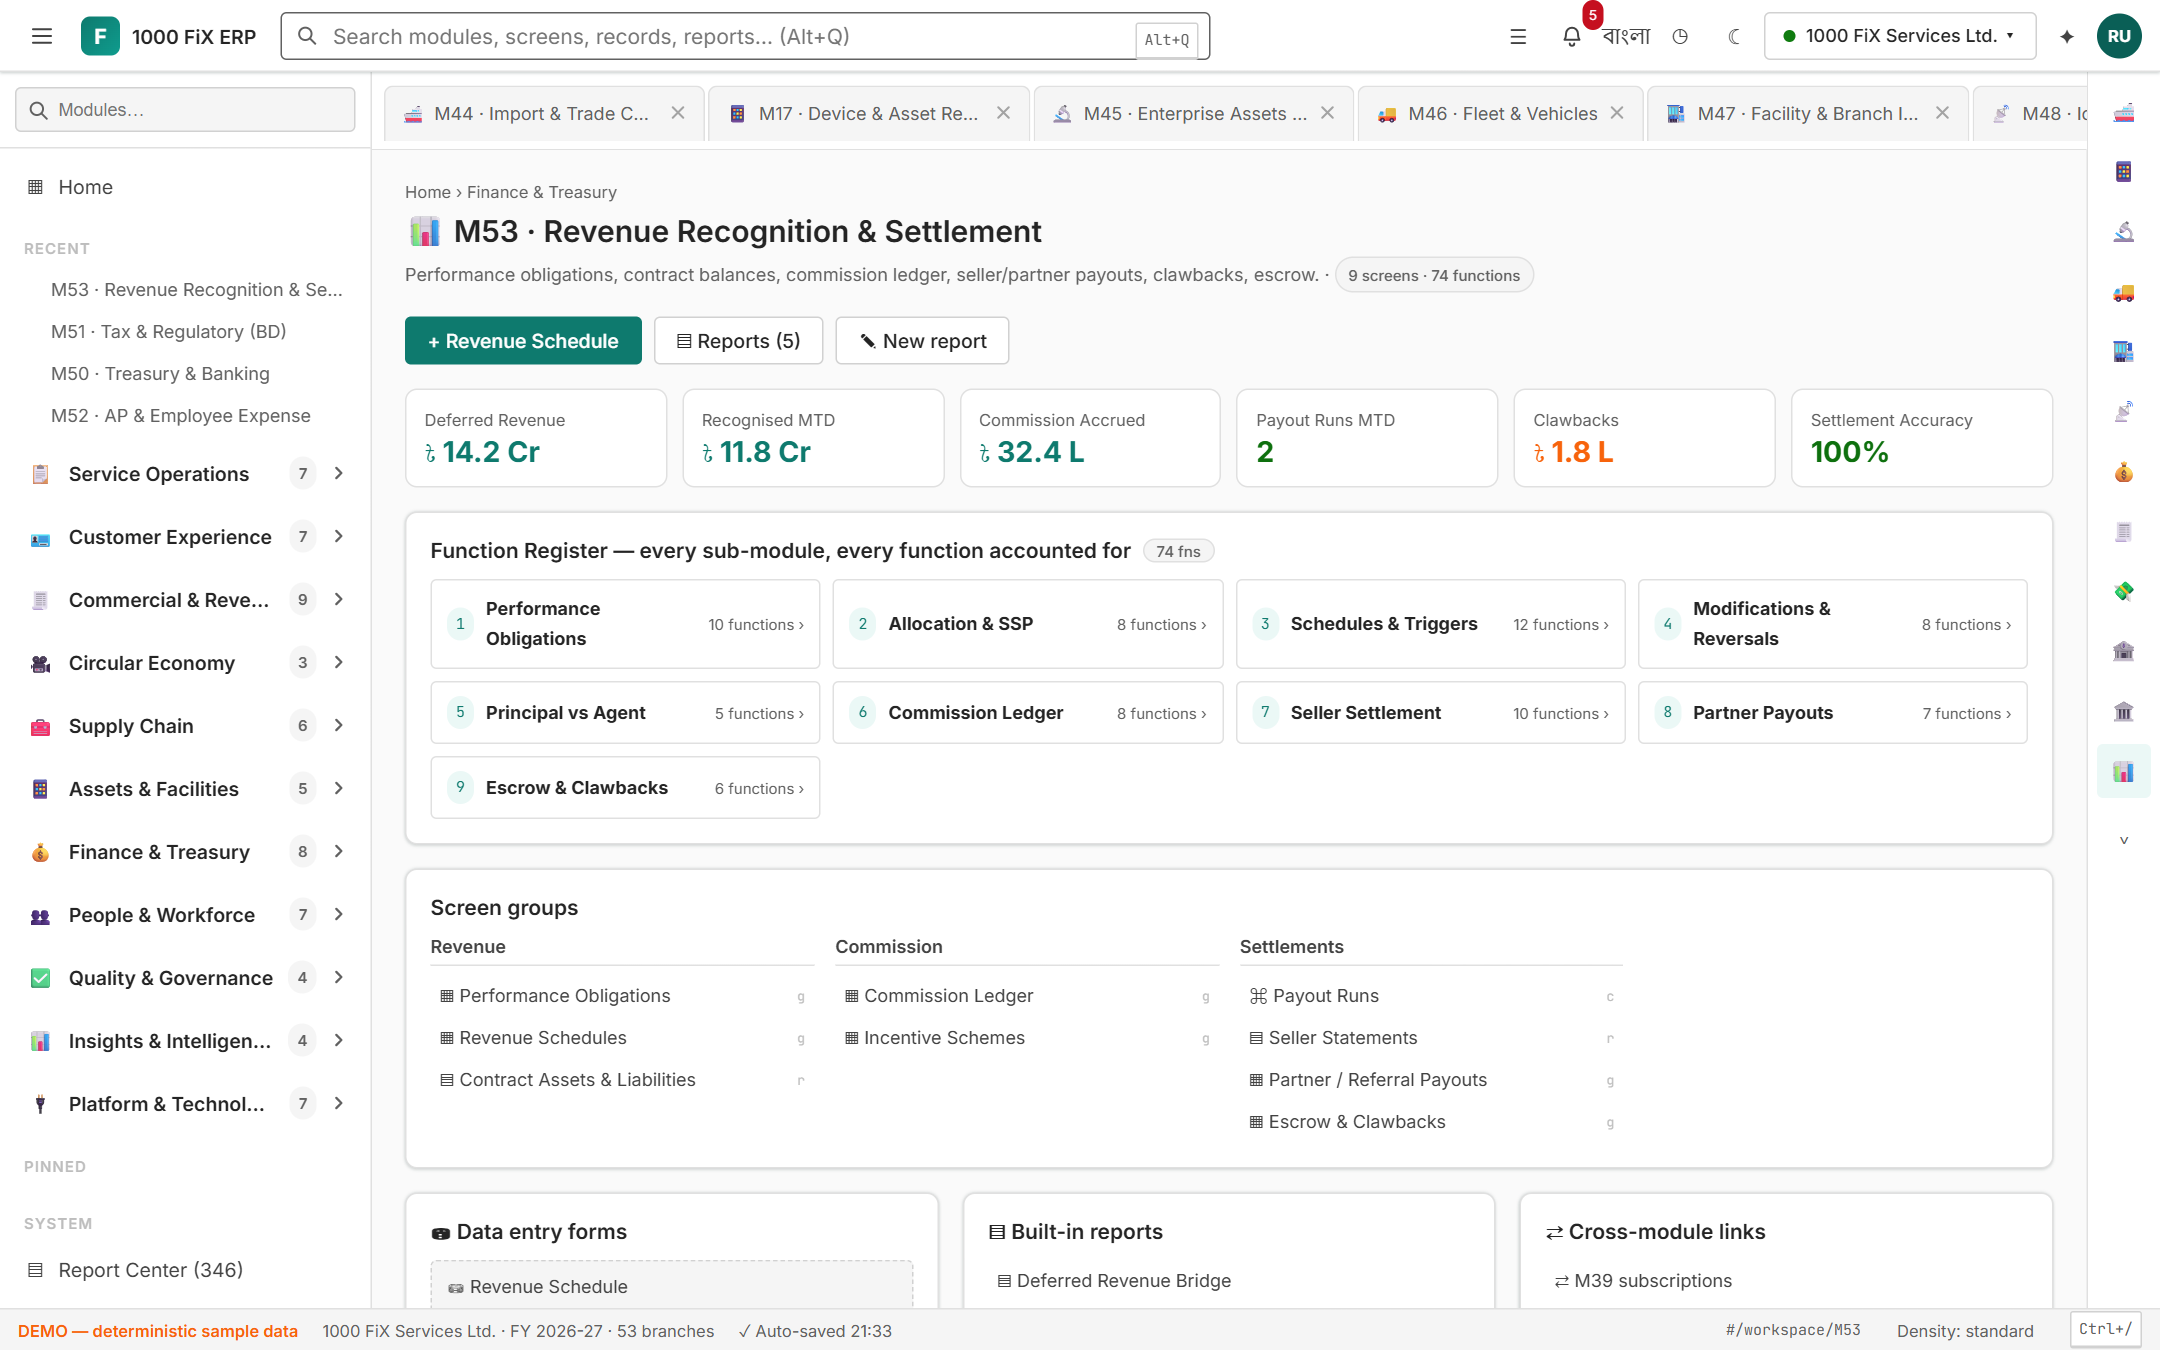 F 1000 FiX ERP
Search modules, screens, records, reports... (Alt+Q) Alt+Q
5
বাংলা
1000 FiX Services Ltd.
RU
Modules...
Home
RECENT
M53 · Revenue Recognition & Se...
M51 · Tax & Regulatory (BD)
M50 · Treasury & Banking
M52 · AP & Employee Expense
Service Operations 7
Customer Experience 7
Commercial & Reve... 9
Circular Economy 3
Supply Chain 6
Assets & Facilities 5
Finance & Treasury 8
People & Workforce 7
Quality & Governance 4
Insights & Intelligen... 4
Platform & Technol... 7
PINNED
SYSTEM
Report Center (346)
M44 · Import & Trade C...
M17 · Device & Asset Re...
M45 · Enterprise Assets ...
M46 · Fleet & Vehicles
M47 · Facility & Branch I...
Home › Finance & Treasury
M53 · Revenue Recognition & Settlement
Performance obligations, contract balances, commission ledger, seller/partner payouts, clawbacks, escrow. · 9 screens · 74 functions
+ Revenue Schedule
Reports (5)
New report
Deferred Revenue
৳ 14.2 Cr
Recognised MTD
৳ 11.8 Cr
Commission Accrued
৳ 32.4 L
Payout Runs MTD
2
Clawbacks
৳ 1.8 L
Settlement Accuracy
100%
Function Register — every sub-module, every function accounted for 74 fns
1 Performance Obligations 10 functions ›
2 Allocation & SSP 8 functions ›
3 Schedules & Triggers 12 functions ›
4 Modifications & Reversals 8 functions ›
5 Principal vs Agent 5 functions ›
6 Commission Ledger 8 functions ›
7 Seller Settlement 10 functions ›
8 Partner Payouts 7 functions ›
9 Escrow & Clawbacks 6 functions ›
Screen groups
Revenue
Performance Obligations g
Revenue Schedules g
Contract Assets & Liabilities r
Commission
Commission Ledger g
Incentive Schemes g
Settlements
Payout Runs c
Seller Statements r
Partner / Referral Payouts g
Escrow & Clawbacks g
Data entry forms
Revenue Schedule
Built-in reports
Deferred Revenue Bridge
Cross-module links
M39 subscriptions
DEMO — deterministic sample data
1000 FiX Services Ltd. · FY 2026-27 · 53 branches
✓ Auto-saved 21:33
#/workspace/M53
Density: standard
Ctrl+/